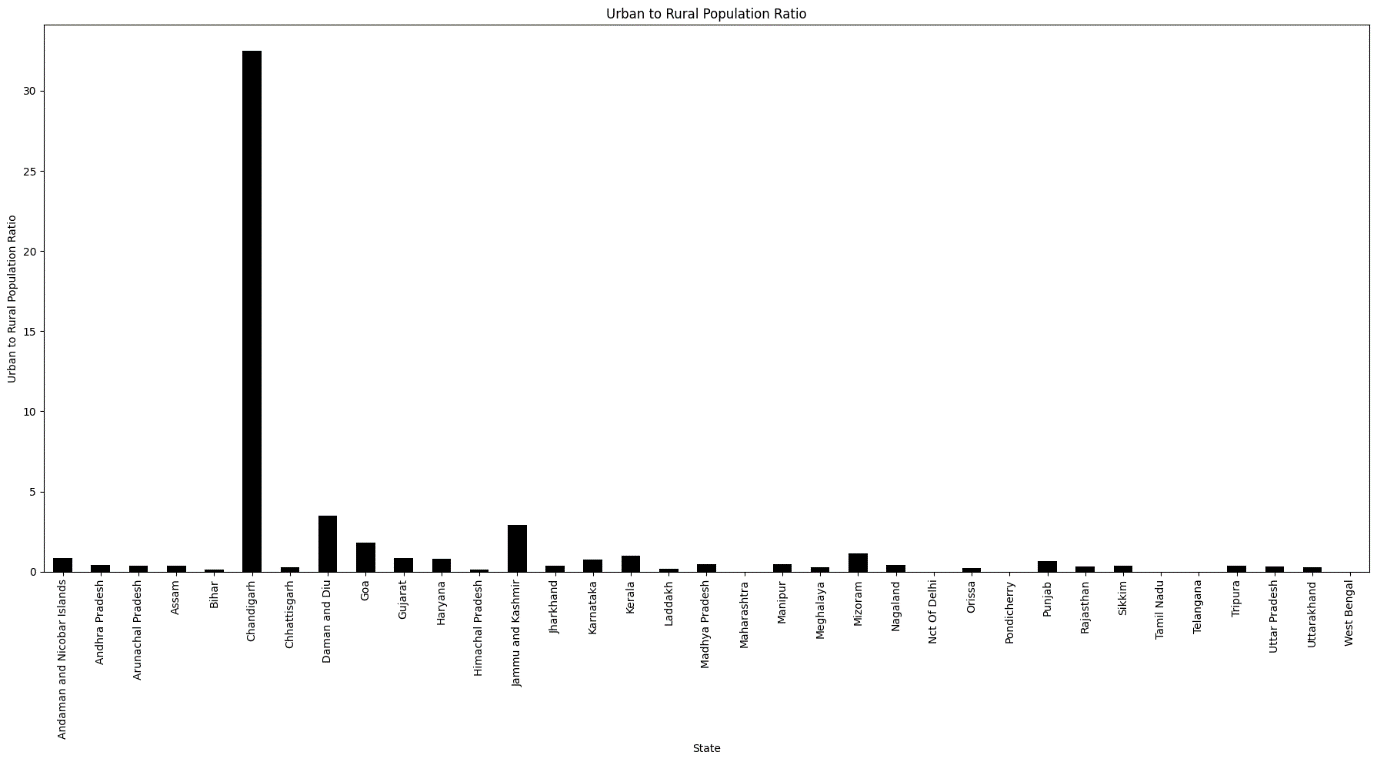 Urban to Rural Population Ratio
Urban to Rural Population Ratio
30
25
20
15
10
5
0
Andaman and Nicobar Islands
Andhra Pradesh
Arunachal Pradesh
Assam
Bihar
Chandigarh
Chhattisgarh
Daman and Diu
Goa
Gujarat
Haryana
Himachal Pradesh
Jammu and Kashmir
Jharkhand
Karnataka
Kerala
Laddakh
Madhya Pradesh
Maharashtra
Manipur
Meghalaya
Mizoram
Nagaland
Nct Of Delhi
Orissa
Pondicherry
Punjab
Rajasthan
Sikkim
Tamil Nadu
Telangana
Tripura
Uttar Pradesh
Uttarakhand
West Bengal
State